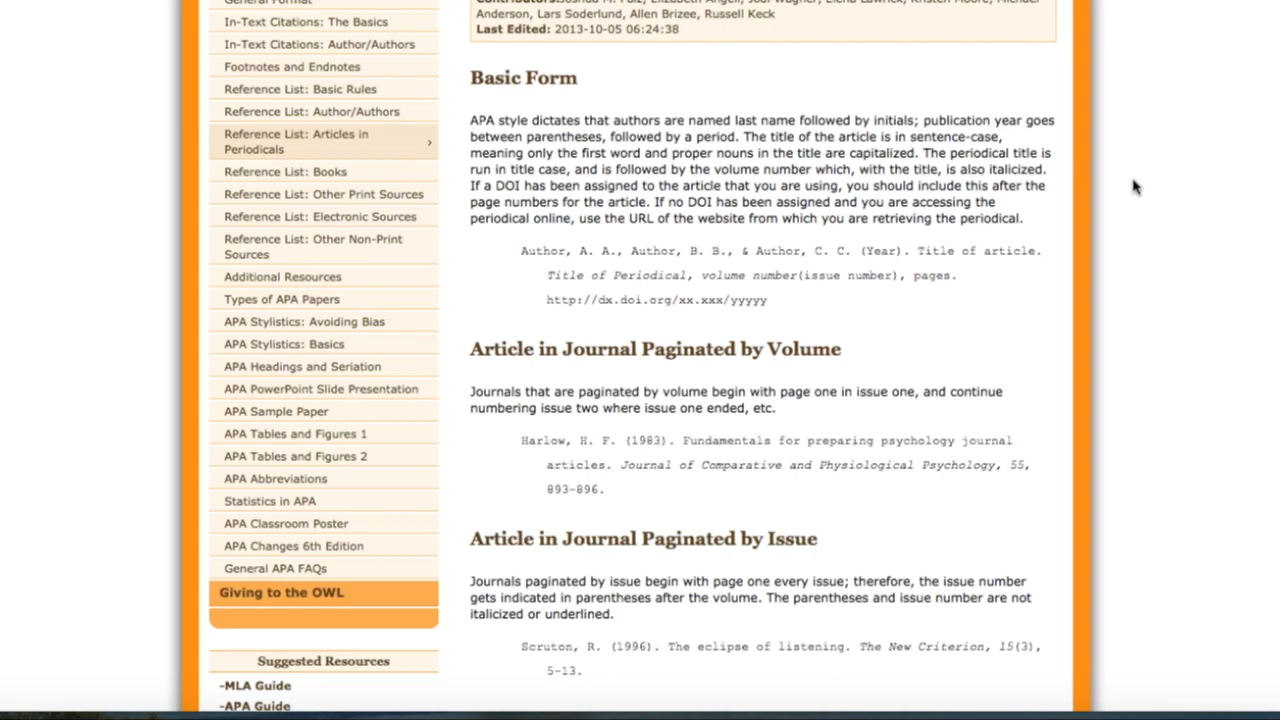 General Format
In-Text Citations: The Basics
In-Text Citations: Author/Authors
Footnotes and Endnotes
Reference List: Basic Rules
Reference List: Author/Authors
Reference List: Articles in
Periodicals
Reference List: Books
Reference List: Other Print Sources
Reference List: Electronic Sources
Reference List: Other Non-Print
Sources
Additional Resources
Types of APA Papers
APA Stylistics: Avoiding Bias
APA Stylistics: Basics
APA Headings and Seriation
APA PowerPoint Slide Presentation
APA Sample Paper
APA Tables and Figures 1
APA Tables and Figures 2
APA Abbreviations
Statistics in APA
APA Classroom Poster
APA Changes 6th Edition
General APA FAQs
Giving to the OWL
Suggested Resources
-MLA Guide
-APA Guide
Anderson, Lars Soderlund, Allen Brizee, Russell Keck
Last Edited: 2013-10-05 06:24:38
Basic Form
APA style dictates that authors are named last name followed by initials; publication year goes
between parentheses, followed by a period. The title of the article is in sentence-case,
meaning only the first word and proper nouns in the title are capitalized. The periodical title is
run in title case, and is followed by the volume number which, with the title, is also italicized.
If a DOI has been assigned to the article that you are using, you should include this after the
page numbers for the article. If no DOI has been assigned and you are accessing the
periodical online, use the URL of the website from which you are retrieving the periodical.
Author, A. A., Author, B. B., & Author, C. C. (Year). Title of article.
Title of Periodical, volume number(issue number), pages.
http://dx.doi.org/xx.xxx/yyyyy
Article in Journal Paginated by Volume
Journals that are paginated by volume begin with page one in issue one, and continue
numbering issue two where issue one ended, etc.
Harlow, H. F. (1983). Fundamentals for preparing psychology journal
articles. Journal of Comparative and Physiological Psychology, 55,
893-896.
Article in Journal Paginated by Issue
Journals paginated by issue begin with page one every issue; therefore, the issue number
gets indicated in parentheses after the volume. The parentheses and issue number are not
italicized or underlined.
Scruton, R. (1996). The eclipse of listening. The New Criterion, 15(3),
5-13.